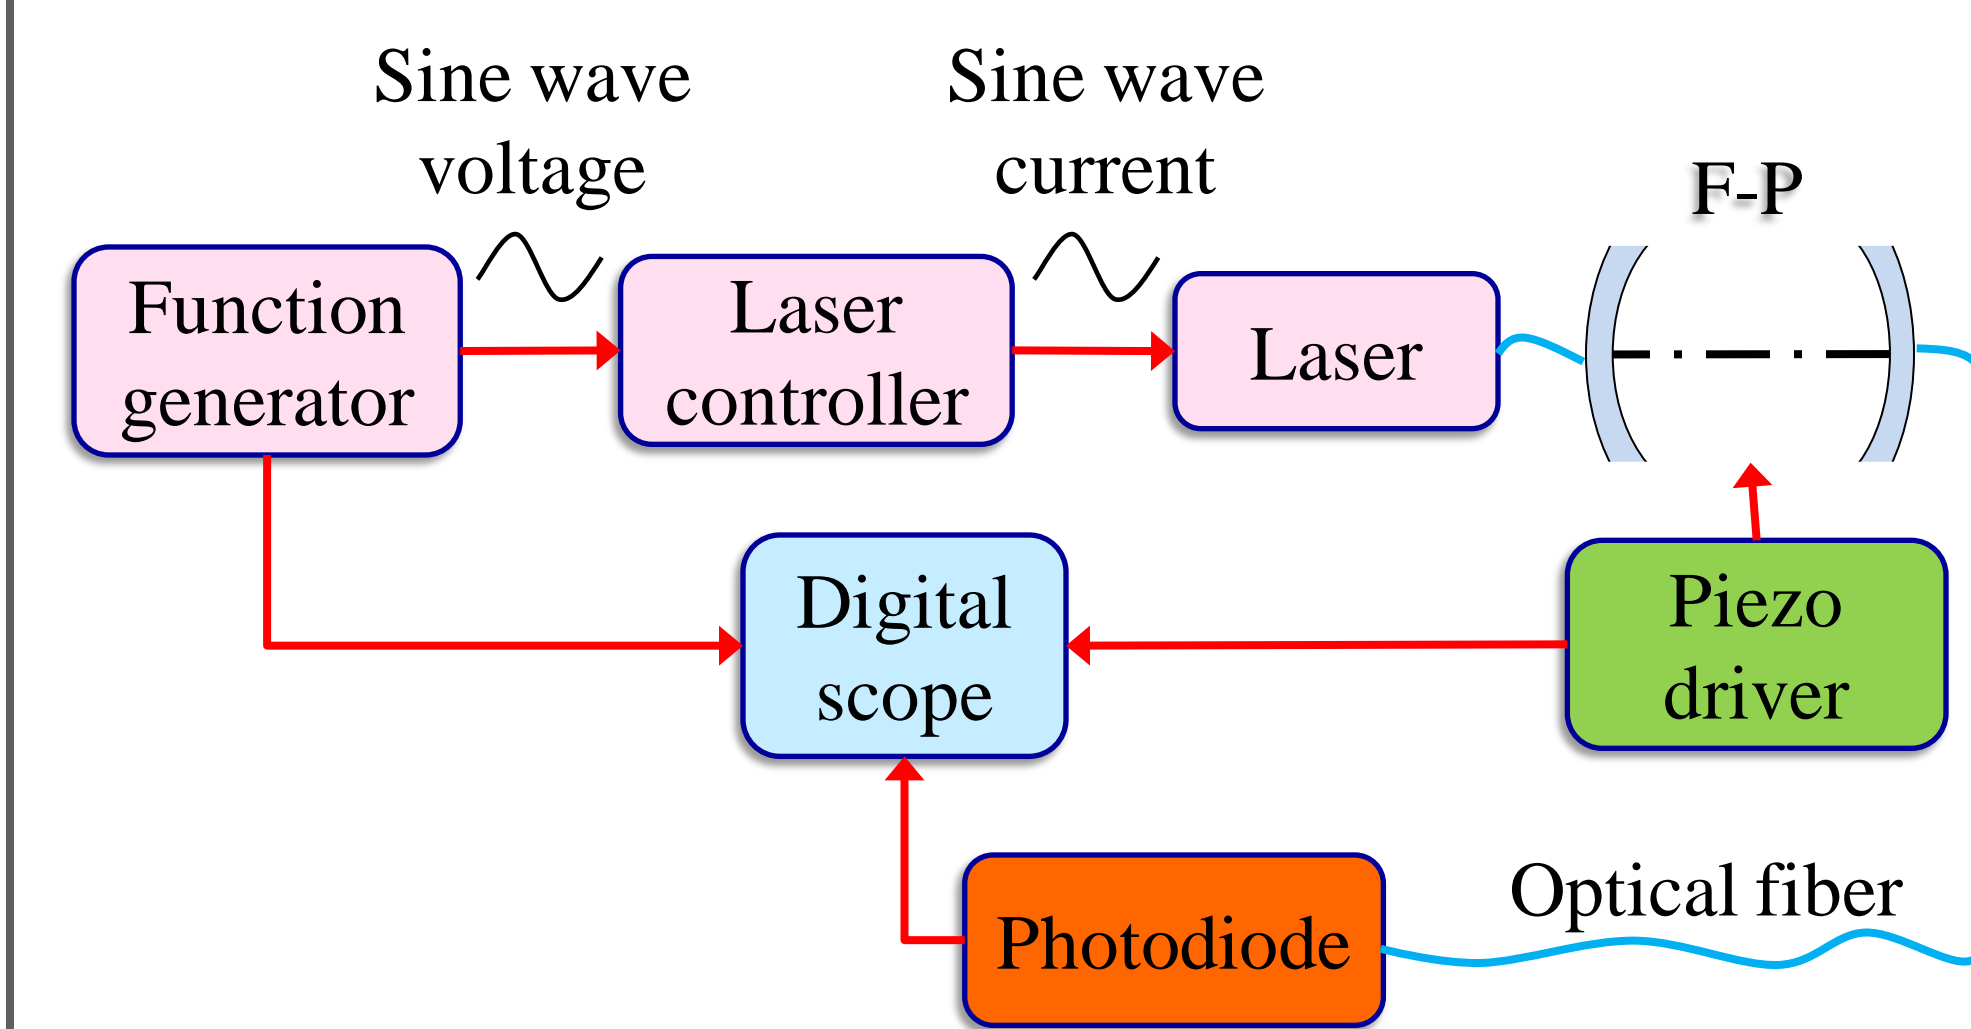 Sine wave
voltage
Sine wave
current
F-P
Function
generator
Laser
controller
Laser
Digital
scope
Piezo
driver
Photodiode
Optical fiber